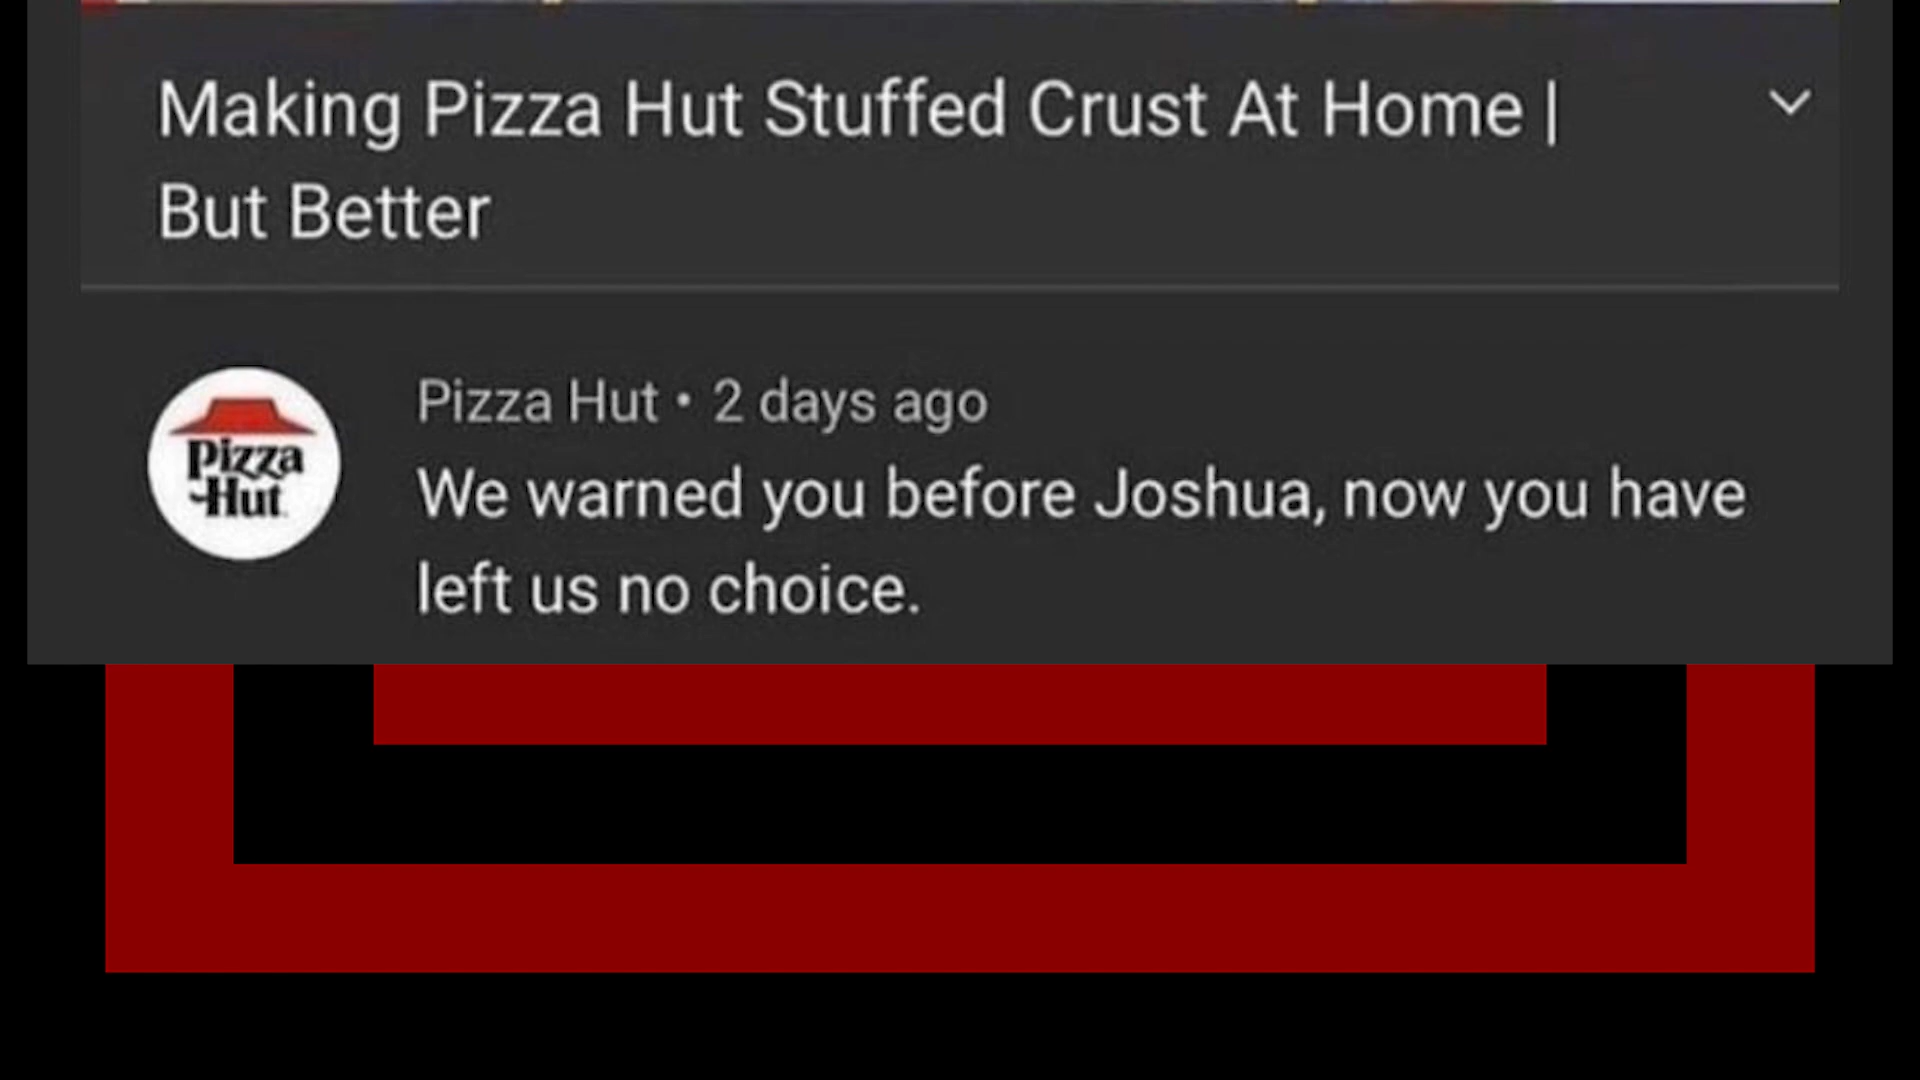 Making Pizza Hut Stuffed Crust At Home |
But Better
Pizza Hut • 2 days ago
Pizza
Hut
We warned you before Joshua, now you have
left us no choice.